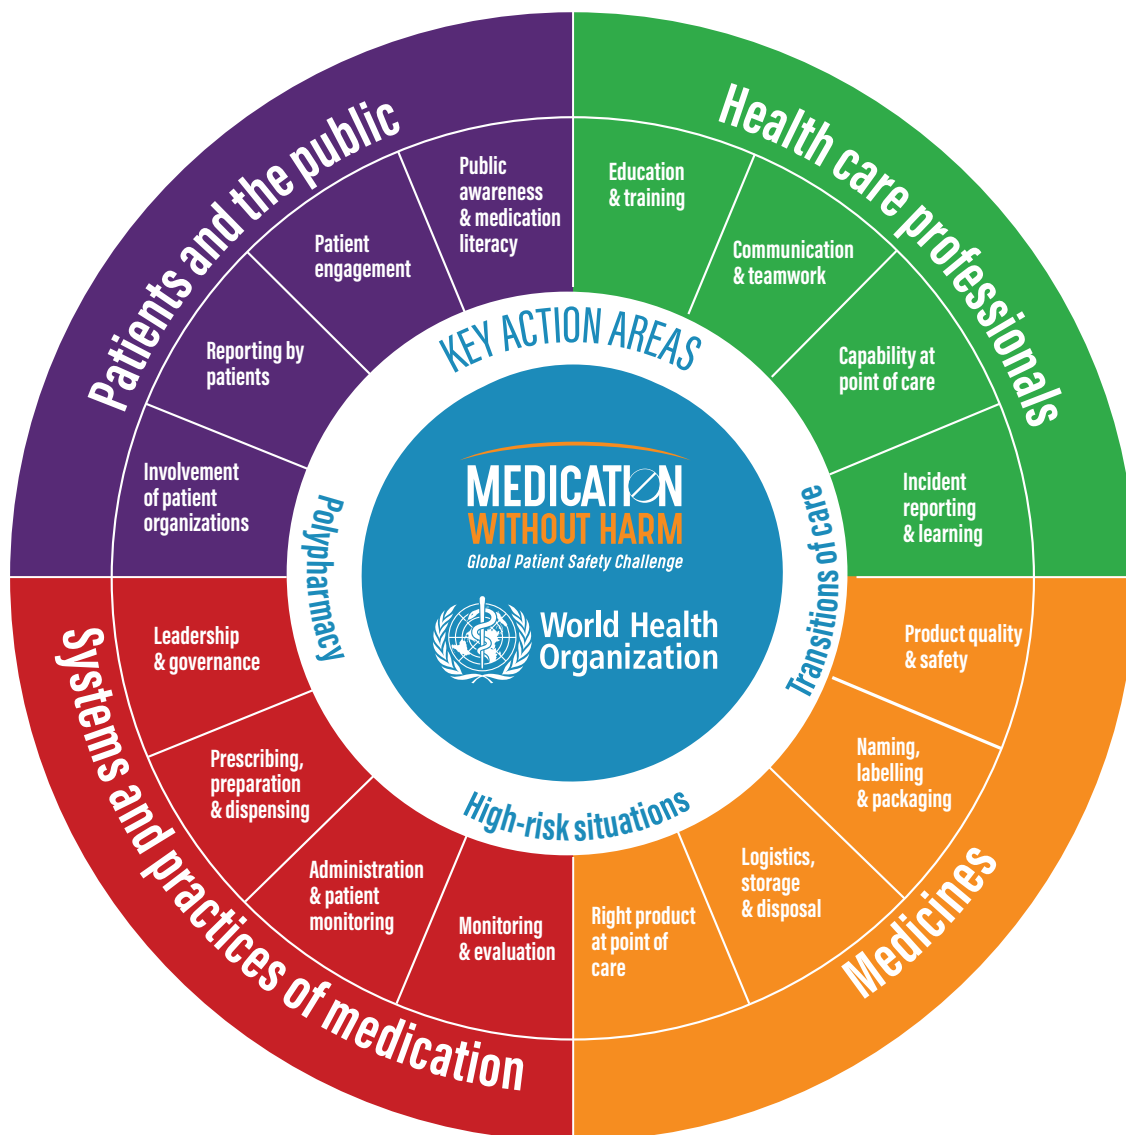 Patients and the public
Public
awareness
& medication
literacy
Patient
engagement
Reporting by
patients
Involvement
of patient
organizations
Health care professionals
Education
& training
Communication
& teamwork
Capability at
point of care
Incident
reporting
& learning
KEY ACTION AREAS
Polypharmacy
Transitions of care
High-risk situations
MEDICATION
WITHOUT HARM
Global Patient Safety Challenge
World Health
Organization
Systems and practices of medication
Leadership
& governance
Prescribing,
preparation
& dispensing
Administration
& patient
monitoring
Monitoring
& evaluation
Medicines
Product quality
& safety
Naming,
labelling
& packaging
Logistics,
storage
& disposal
Right product
at point of
care